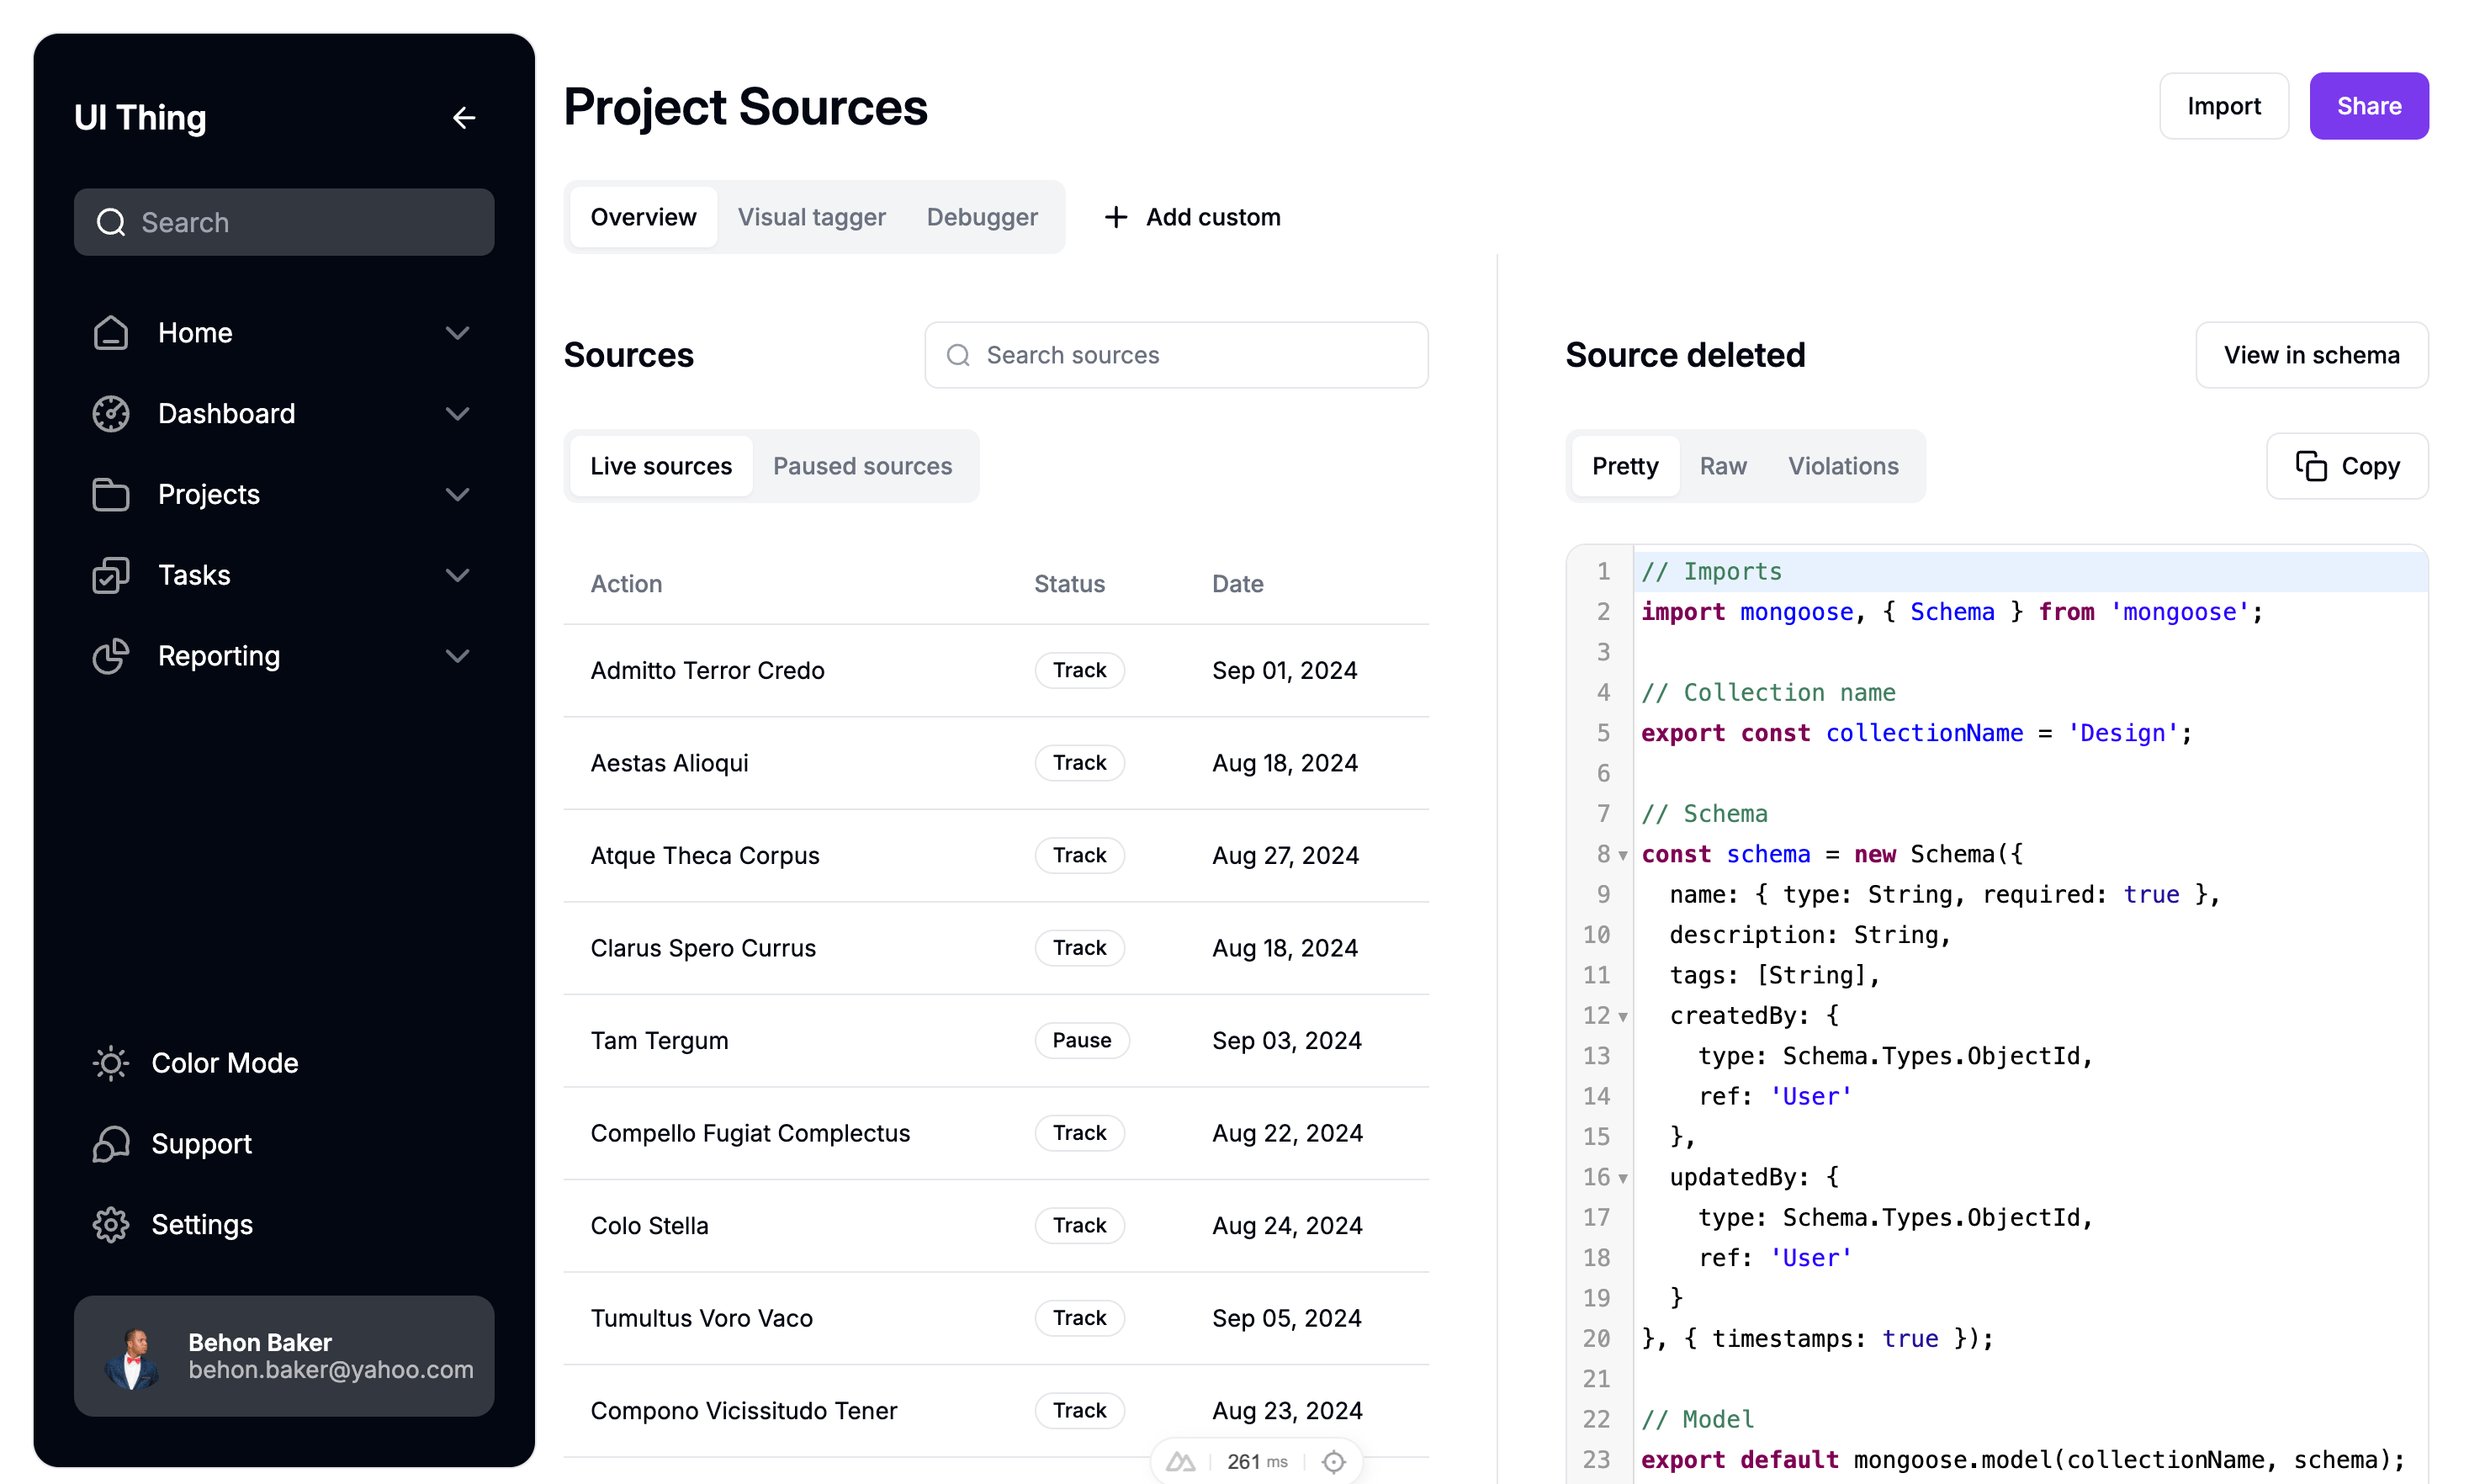 UI Thing
Search
Home
Dashboard
Projects
Tasks
Reporting
Color Mode
Support
Settings
Behon Baker
behon.baker@yahoo.com
Project Sources
Import
Share
Overview
Visual tagger
Debugger
Add custom
Sources
Search sources
Live sources
Paused sources
Action Status Date
Admitto Terror Credo Track Sep 01, 2024
Aestas Alioqui Track Aug 18, 2024
Atque Theca Corpus Track Aug 27, 2024
Clarus Spero Currus Track Aug 18, 2024
Tam Tergum Pause Sep 03, 2024
Compello Fugiat Complectus Track Aug 22, 2024
Colo Stella Track Aug 24, 2024
Tumultus Voro Vaco Track Sep 05, 2024
Compono Vicissitudo Tener Track Aug 23, 2024
261 ms
Source deleted
View in schema
Pretty
Raw
Violations
Copy
1 // Imports
2 import mongoose, { Schema } from 'mongoose';
3
4 // Collection name
5 export const collectionName = 'Design';
6
7 // Schema
8 const schema = new Schema({
9   name: { type: String, required: true },
10   description: String,
11   tags: [String],
12   createdBy: {
13     type: Schema.Types.ObjectId,
14     ref: 'User'
15   },
16   updatedBy: {
17     type: Schema.Types.ObjectId,
18     ref: 'User'
19   }
20 }, { timestamps: true });
21
22 // Model
23 export default mongoose.model(collectionName, schema);